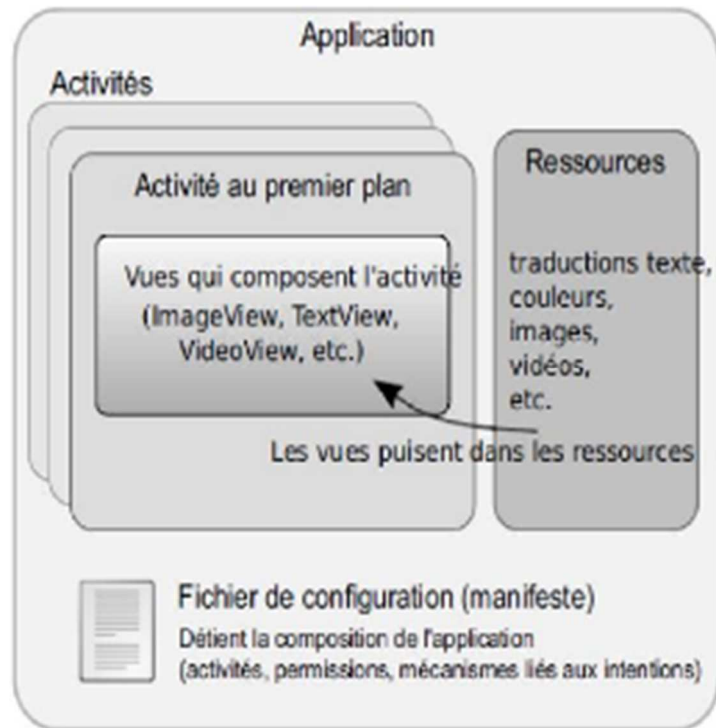 Application
Activités
Activité au premier plan
Vues qui composent l'activité
(ImageView, TextView,
VideoView, etc.)
Ressources
traductions texte,
couleurs,
images,
vidéos,
etc.
Les vues puisent dans les ressources
Fichier de configuration (manifeste)
Détient la composition de l'application
(activités, permissions, mécanismes liés aux intentions)